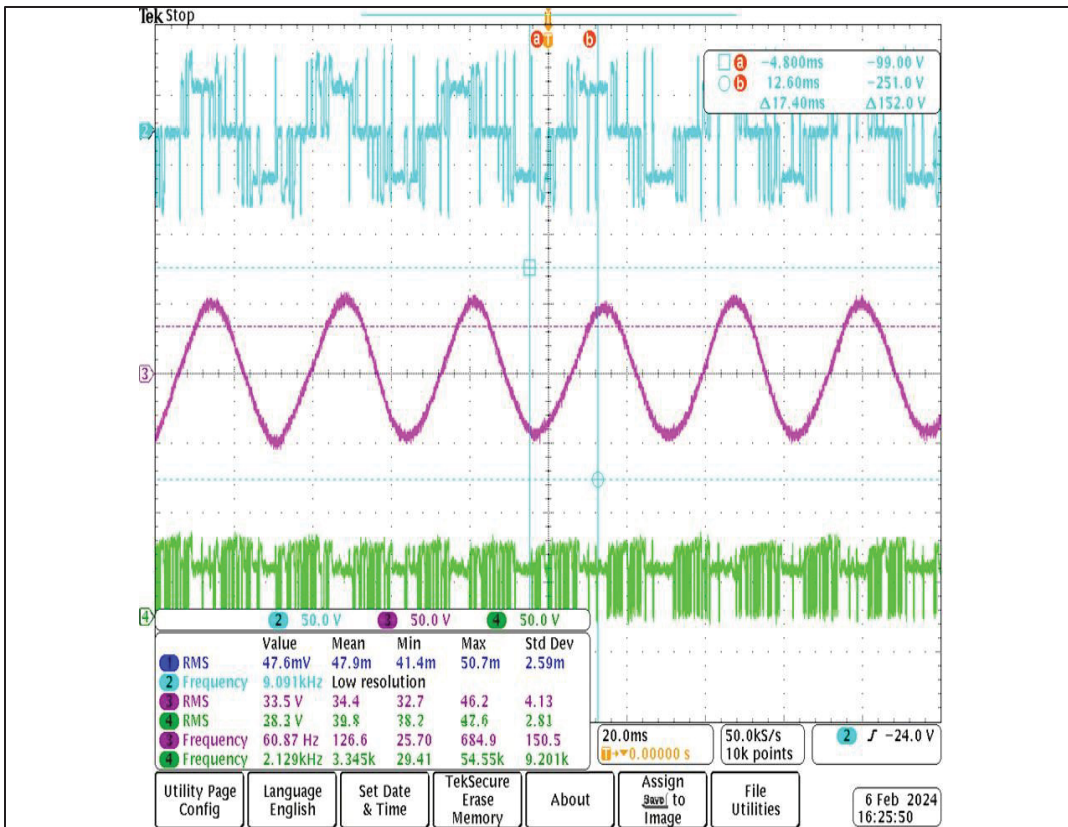 Tek Stop
T
a T b
a -4.800ms -99.00 V
b 12.60ms -251.0 V
Δ17.40ms Δ152.0 V
2
3
4
2 50.0 V 3 50.0 V 4 50.0 V
Value Mean Min Max Std Dev
1 RMS 47.6mV 47.9m 41.4m 50.7m 2.59m
2 Frequency 9.091kHz Low resolution
3 RMS 33.5 V 34.4 32.7 46.2 4.13
4 RMS 38.3 V 39.8 38.2 47.6 2.81
3 Frequency 60.87 Hz 126.6 25.70 684.9 150.5
4 Frequency 2.129kHz 3.345k 29.41 54.55k 9.201k
20.0ms
T→▼0.00000 s
50.0kS/s
10k points
2 ʃ -24.0 V
Utility Page
Config
Language
English
Set Date
& Time
TekSecure
Erase
Memory
About
Assign
Save to
Image
File
Utilities
6 Feb 2024
16:25:50